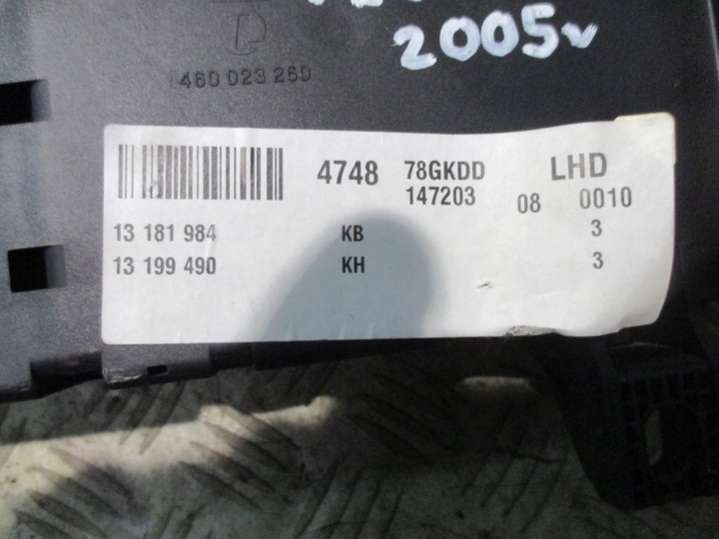 2005r
460 023 260
4748 78GKDD LHD
147203 08 0010
13 181 984 KB 3
13 199 490 KH 3